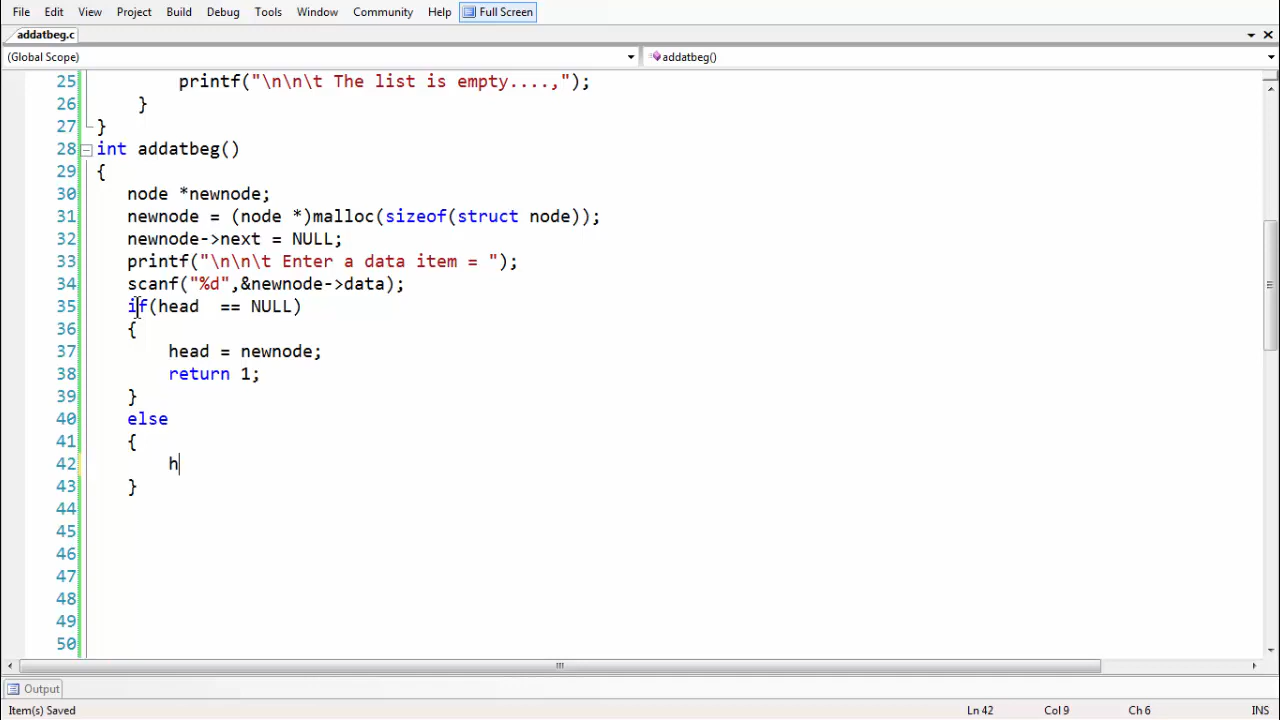 File Edit View Project Build Debug Tools Window Community Help Full Screen
addatbeg.c
(Global Scope) addatbeg()
25 printf("\n\n\t The list is empty....,");
26 }
27 }
28 int addatbeg()
29 {
30 node *newnode;
31 newnode = (node *)malloc(sizeof(struct node));
32 newnode->next = NULL;
33 printf("\n\n\t Enter a data item = ");
34 scanf("%d",&newnode->data);
35 if(head  == NULL)
36 {
37 head = newnode;
38 return 1;
39 }
40 else
41 {
42 h
43 }
44
45
46
47
48
49
50
Output
Item(s) Saved Ln 42 Col 9 Ch 6 INS